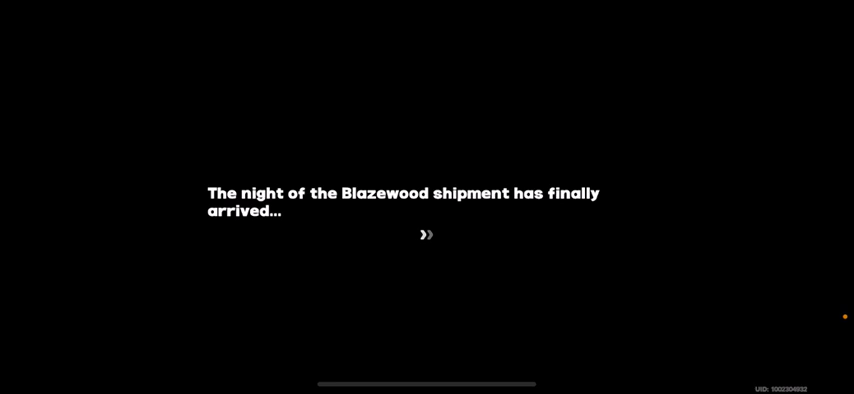 The night of the Blazewood shipment has finally
arrived...
UID: 1002304932